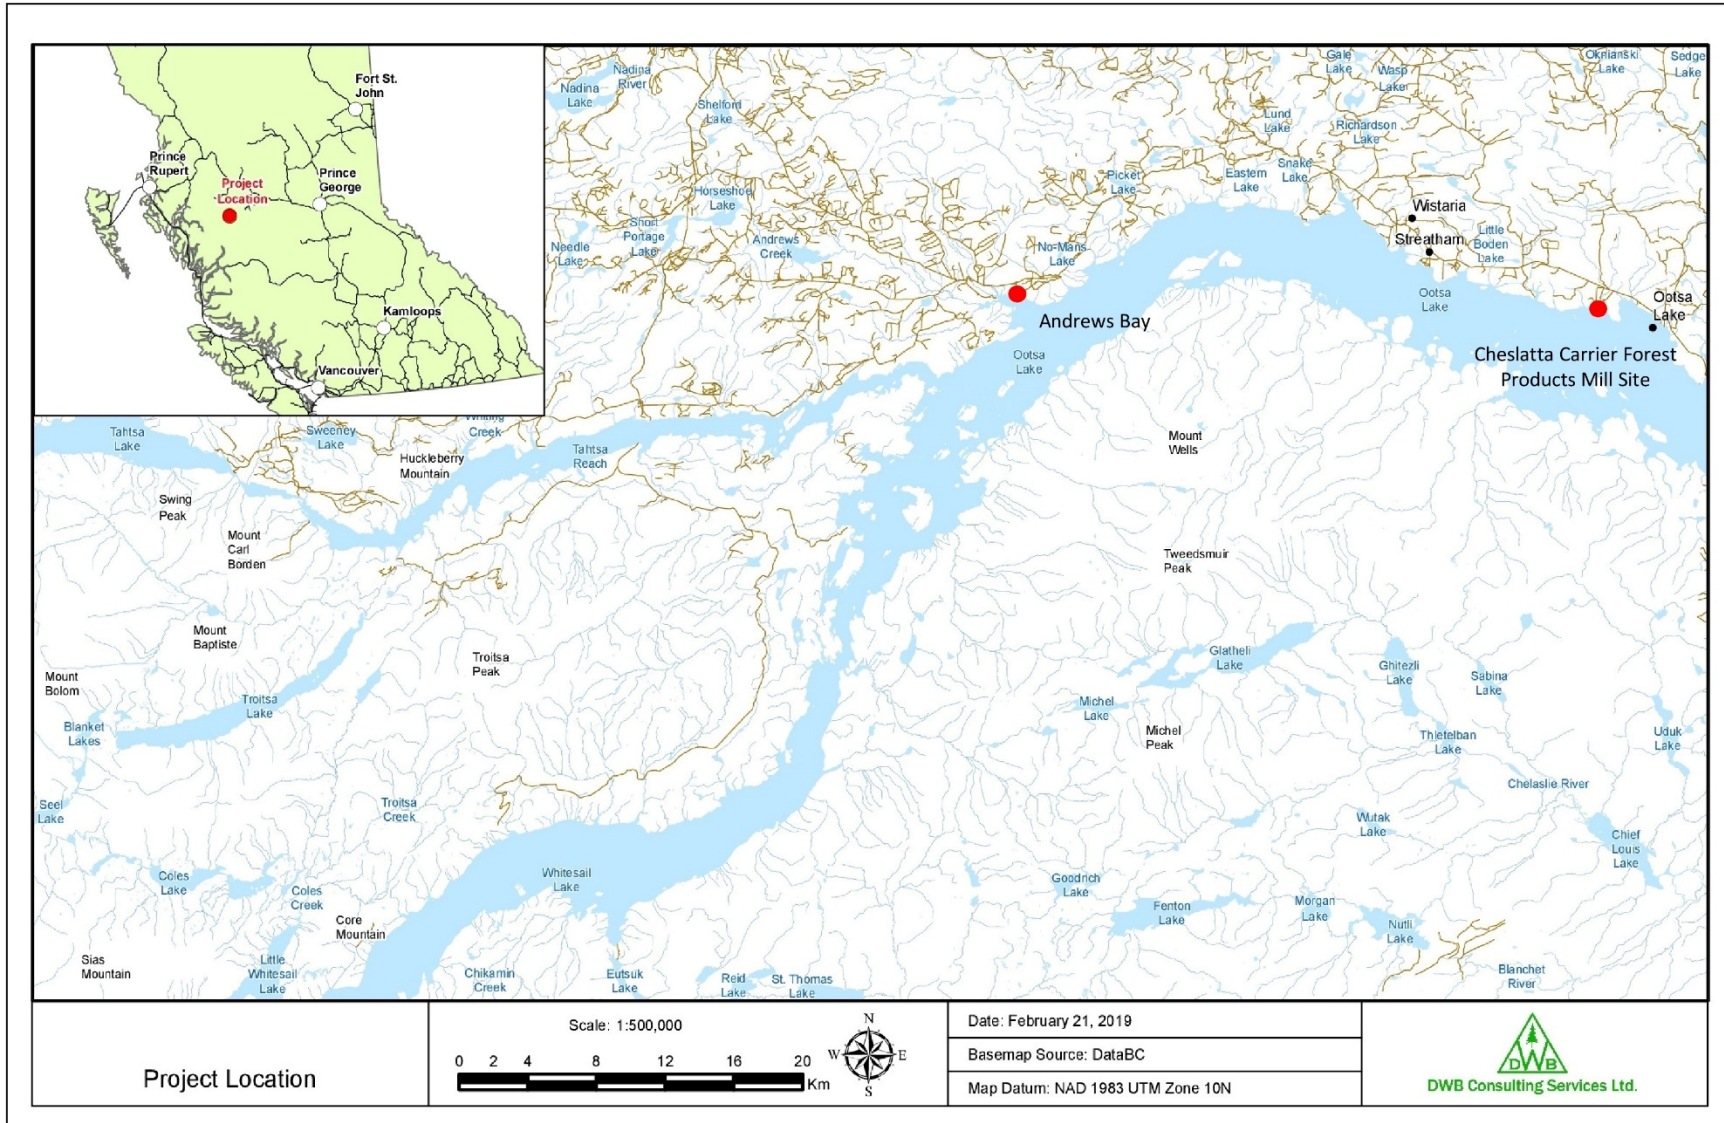 Fort St.
John
Prince
Rupert
Project
Location
Prince
George
Kamloops
Vancouver
Nadina
River
Nadina
Lake
Shelford
Lake
Gale
Lake
Wasp
Lake
Oknianski
Lake
Sedge
Lake
Lund
Lake
Richardson
Lake
Horseshoe
Lake
Picket
Lake
Eastern
Lake
Snake
Lake
Wistaria
Streatham
Little
Boden
Lake
Needle
Lake
Short
Portage
Lake
Andrews
Creek
No-Mans
Lake
Andrews Bay
Ootsa
Lake
Ootsa
Lake
Ootsa
Lake
Cheslatta Carrier Forest
Products Mill Site
Tahtsa
Lake
Sweeney
Lake
Whiting
Creek
Huckleberry
Mountain
Tahtsa
Reach
Mount
Wells
Swing
Peak
Mount
Carl
Borden
Tweedsmuir
Peak
Mount
Baptiste
Troitsa
Peak
Mount
Bolom
Troitsa
Lake
Blanket
Lakes
Glatheli
Lake
Ghitezli
Lake
Sabina
Lake
Michel
Lake
Michel
Peak
Thietelban
Lake
Uduk
Lake
Chelaslie River
Seel
Lake
Troitsa
Creek
Wutak
Lake
Chief
Louis
Lake
Coles
Lake
Coles
Creek
Whitesail
Lake
Goodrich
Lake
Fenton
Lake
Morgan
Lake
Nutli
Lake
Core
Mountain
Sias
Mountain
Little
Whitesail
Lake
Chikamin
Creek
Eutsuk
Lake
Reid
Lake
St. Thomas
Lake
Blanchet
River
Project Location
Scale: 1:500,000
0 2 4 8 12 16 20
Km
N
W E
S
Date: February 21, 2019
Basemap Source: DataBC
Map Datum: NAD 1983 UTM Zone 10N
DWB
DWB Consulting Services Ltd.